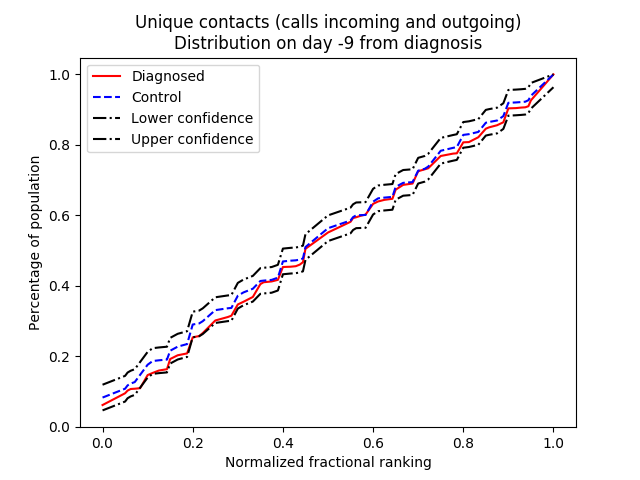 Unique contacts (calls incoming and outgoing)
Distribution on day -9 from diagnosis
Diagnosed
Control
Lower confidence
Upper confidence
Percentage of population
1.0
0.8
0.6
0.4
0.2
0.0
0.0 0.2 0.4 0.6 0.8 1.0
Normalized fractional ranking